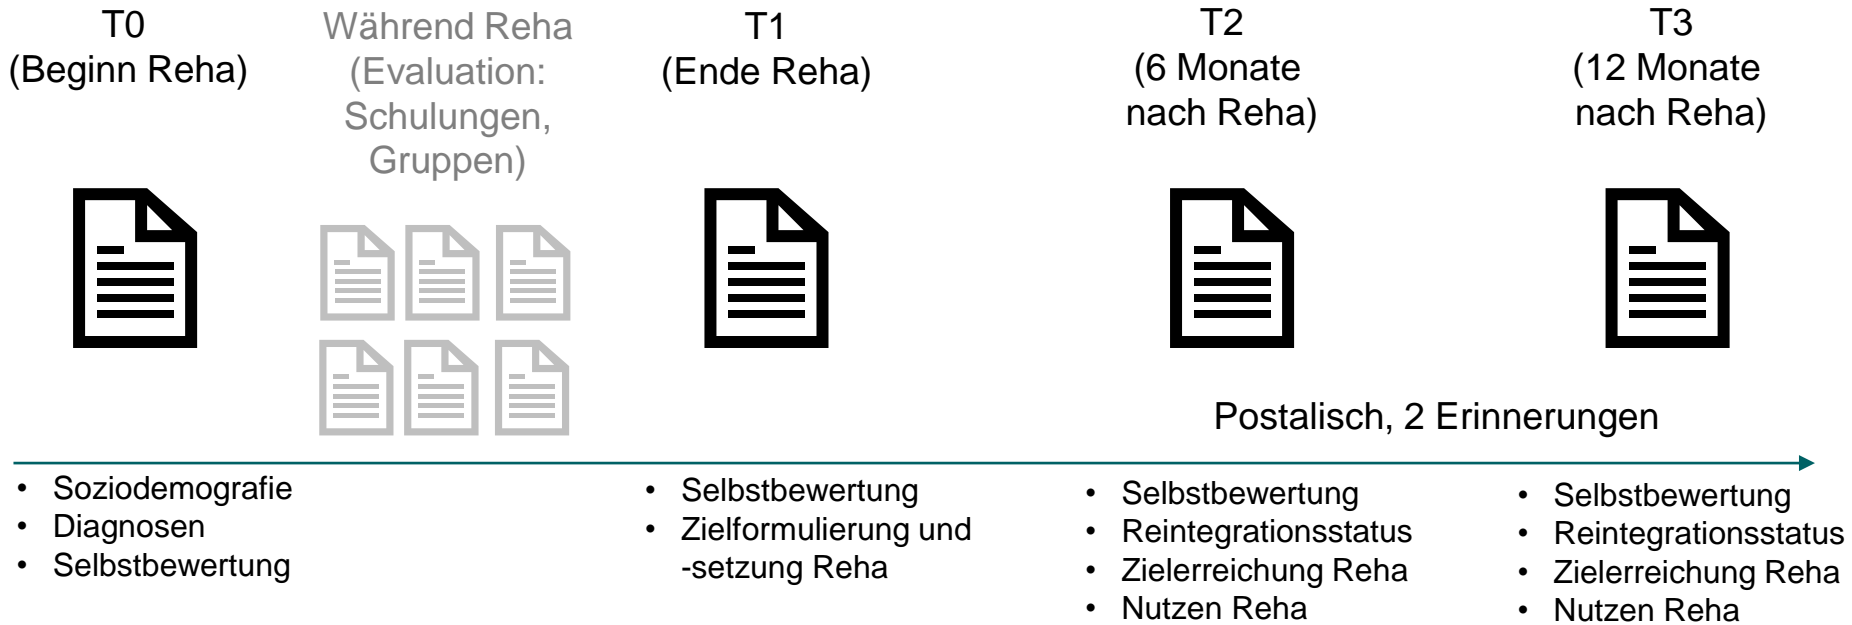 T0
(Beginn Reha)
Während Reha
(Evaluation:
Schulungen,
Gruppen)
T1
(Ende Reha)
T2
(6 Monate
nach Reha)
T3
(12 Monate
nach Reha)
Postalisch, 2 Erinnerungen
• Soziodemografie
• Diagnosen
• Selbstbewertung
• Selbstbewertung
• Zielformulierung und
-setzung Reha
• Selbstbewertung
• Reintegrationsstatus
• Zielerreichung Reha
• Nutzen Reha
• Selbstbewertung
• Reintegrationsstatus
• Zielerreichung Reha
• Nutzen Reha